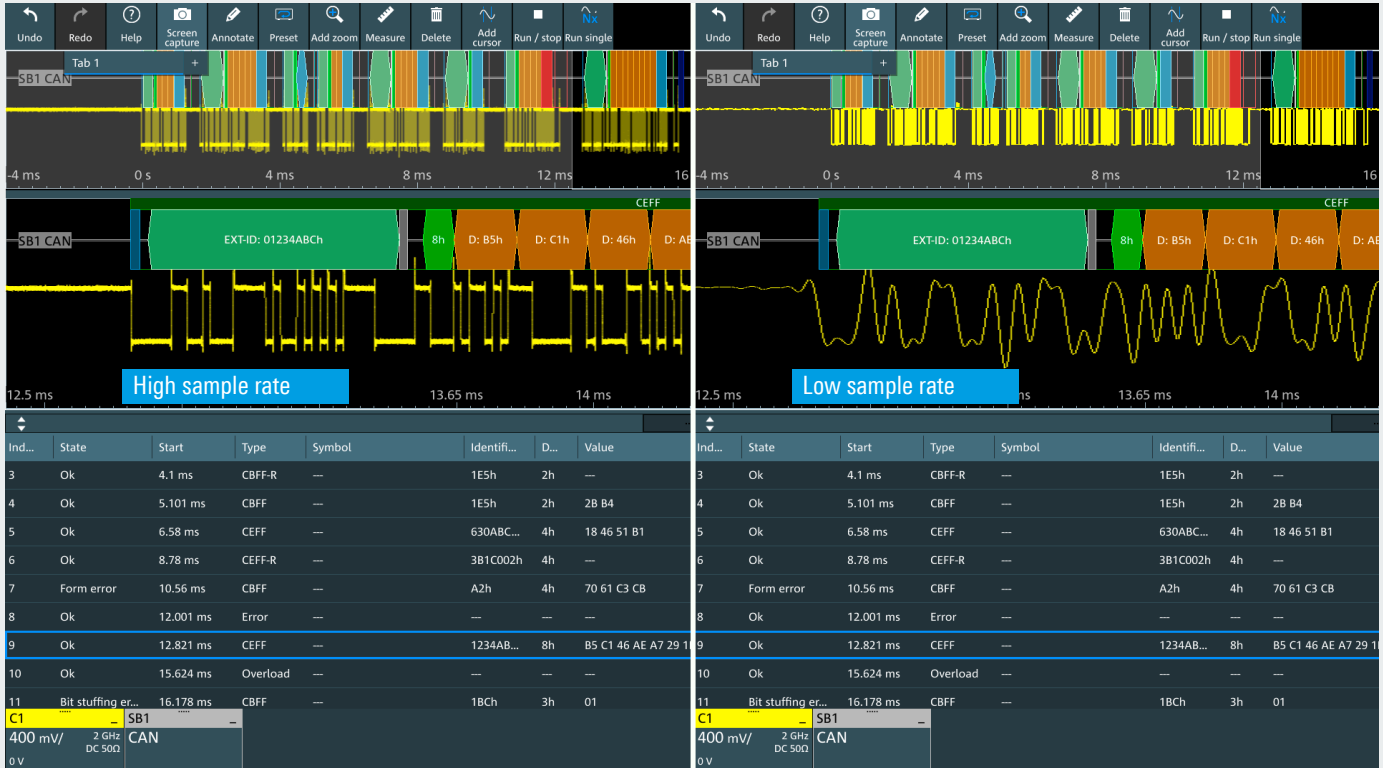 Undo Redo Help Screen capture Annotate Preset Add zoom Measure Delete Add cursor Run / stop Run single
Nx
Tab 1 +
SB1 CAN
-4 ms 0 s 4 ms 8 ms 12 ms 16
CEFF
SB1 CAN EXT-ID: 01234ABCh 8h D: B5h D: C1h D: 46h D: AE
High sample rate
12.5 ms 13.65 ms 14 ms
Ind... State Start Type Symbol Identifi... D... Value
3 Ok 4.1 ms CBFF-R --- 1E5h 2h ---
4 Ok 5.101 ms CBFF --- 1E5h 2h 2B B4
5 Ok 6.58 ms CEFF --- 630ABC... 4h 18 46 51 B1
6 Ok 8.78 ms CEFF-R --- 3B1C002h 4h ---
7 Form error 10.56 ms CBFF --- A2h 4h 70 61 C3 CB
8 Ok 12.001 ms Error --- --- --- ---
9 Ok 12.821 ms CEFF --- 1234AB... 8h B5 C1 46 AE A7 29
10 Ok 15.624 ms Overload --- --- --- ---
11 Bit stuffing er... 16.178 ms CBFF --- 1BCh 3h 01
C1 SB1
400 mV/ 2 GHz CAN
DC 50Ω
0 V
Undo Redo Help Screen capture Annotate Preset Add zoom Measure Delete Add cursor Run / stop Run single
Nx
Tab 1 +
SB1 CAN
-4 ms 0 s 4 ms 8 ms 12 ms 16
CEFF
SB1 CAN EXT-ID: 01234ABCh 8h D: B5h D: C1h D: 46h D: AE
Low sample rate
12.5 ms ms 13.65 ms 14 ms
Ind... State Start Type Symbol Identifi... D... Value
3 Ok 4.1 ms CBFF-R --- 1E5h 2h ---
4 Ok 5.101 ms CBFF --- 1E5h 2h 2B B4
5 Ok 6.58 ms CEFF --- 630ABC... 4h 18 46 51 B1
6 Ok 8.78 ms CEFF-R --- 3B1C002h 4h ---
7 Form error 10.56 ms CBFF --- A2h 4h 70 61 C3 CB
8 Ok 12.001 ms Error --- --- --- ---
9 Ok 12.821 ms CEFF --- 1234AB... 8h B5 C1 46 AE A7 29
10 Ok 15.624 ms Overload --- --- --- ---
11 Bit stuffing er... 16.178 ms CBFF --- 1BCh 3h 01
C1 SB1
400 mV/ 2 GHz CAN
DC 50Ω
0 V